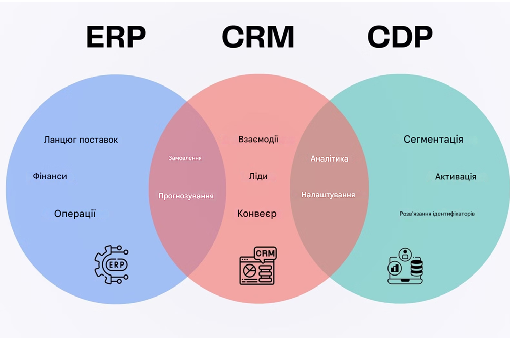 ERP
CRM
CDP
Ланцюг поставок
Фінанси
Операції
ERP
Замовлення
Прогнозування
Взаємодії
Ліди
Конвеєр
CRM
Аналітика
Налаштування
Сегментація
Активація
Розв'язання ідентифікаторів